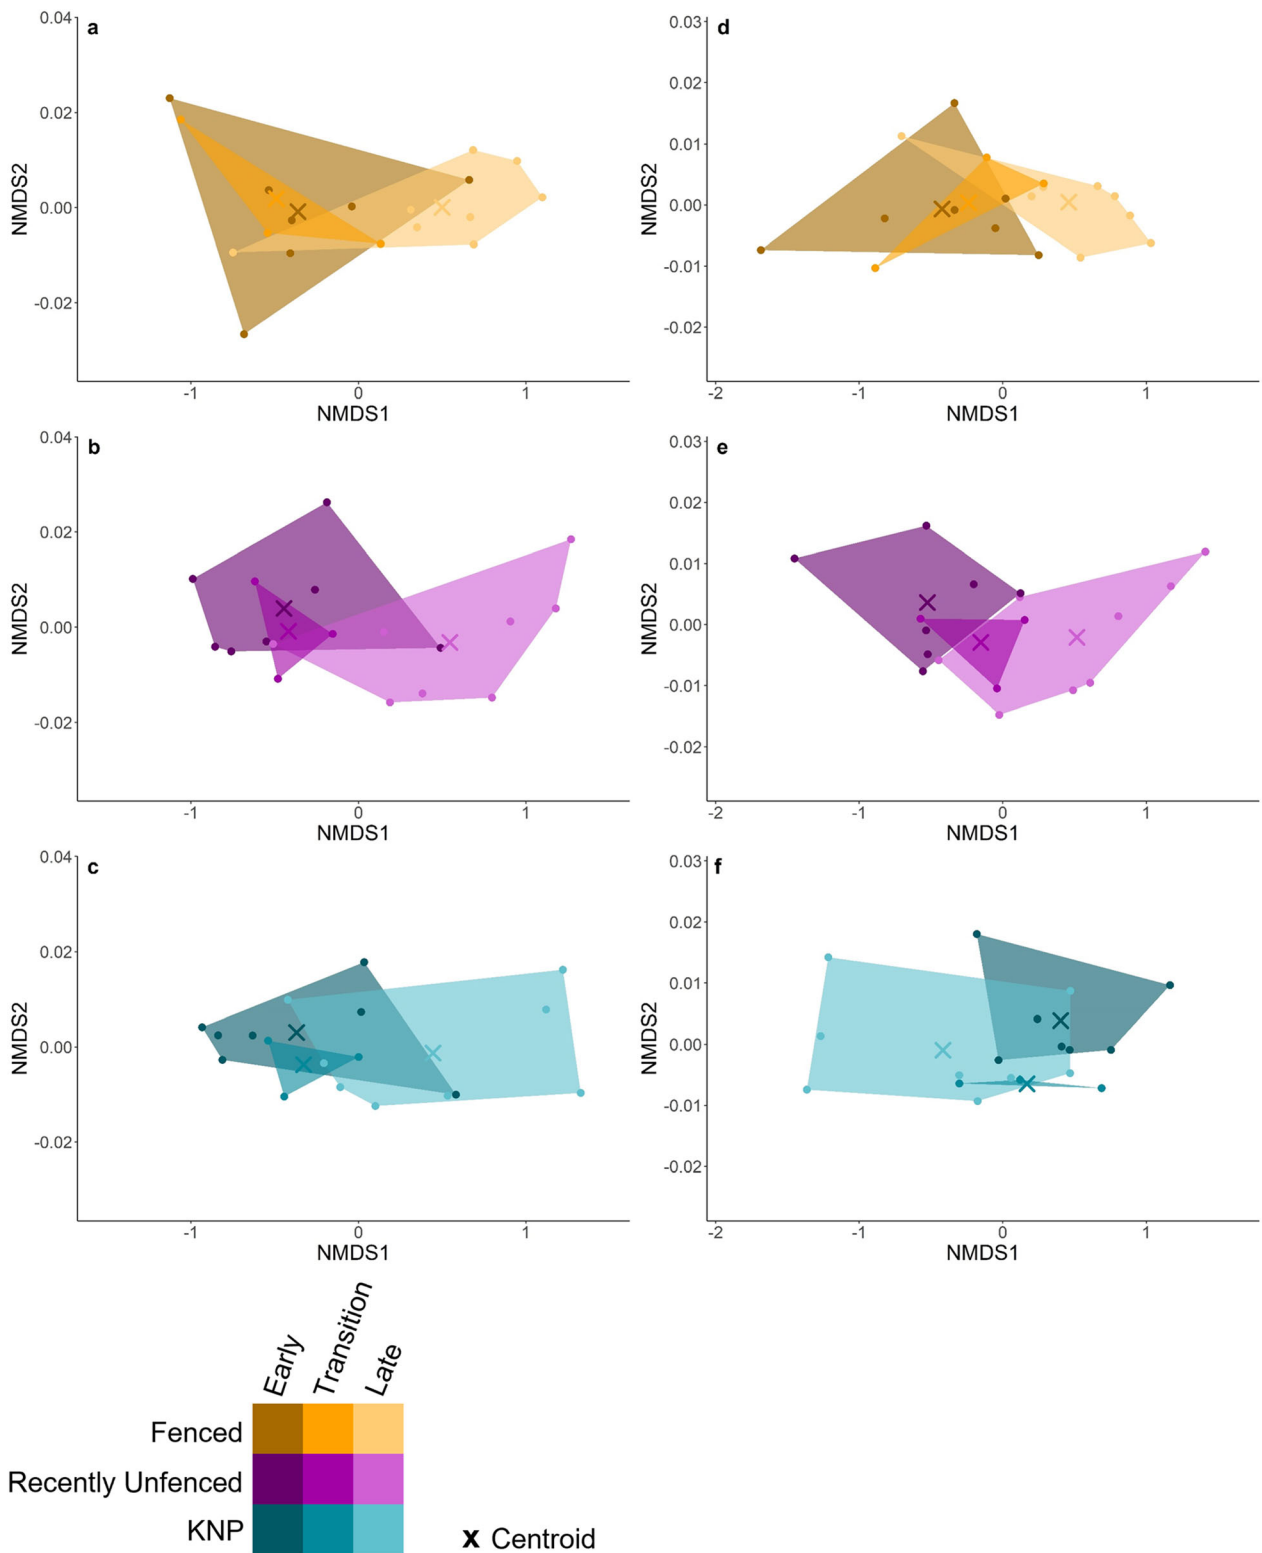 a
0.04
0.02
0.00
-0.02
NMDS2
-1 0 1
NMDS1
d
0.03
0.02
0.01
0.00
-0.01
-0.02
NMDS2
-2 -1 0 1
NMDS1
b
0.04
0.02
0.00
-0.02
NMDS2
-1 0 1
NMDS1
e
0.03
0.02
0.01
0.00
-0.01
-0.02
NMDS2
-2 -1 0 1
NMDS1
c
0.04
0.02
0.00
-0.02
NMDS2
-1 0 1
NMDS1
f
0.03
0.02
0.01
0.00
-0.01
-0.02
NMDS2
-2 -1 0 1
NMDS1
Early
Transition
Late
Fenced
Recently Unfenced
KNP
x Centroid